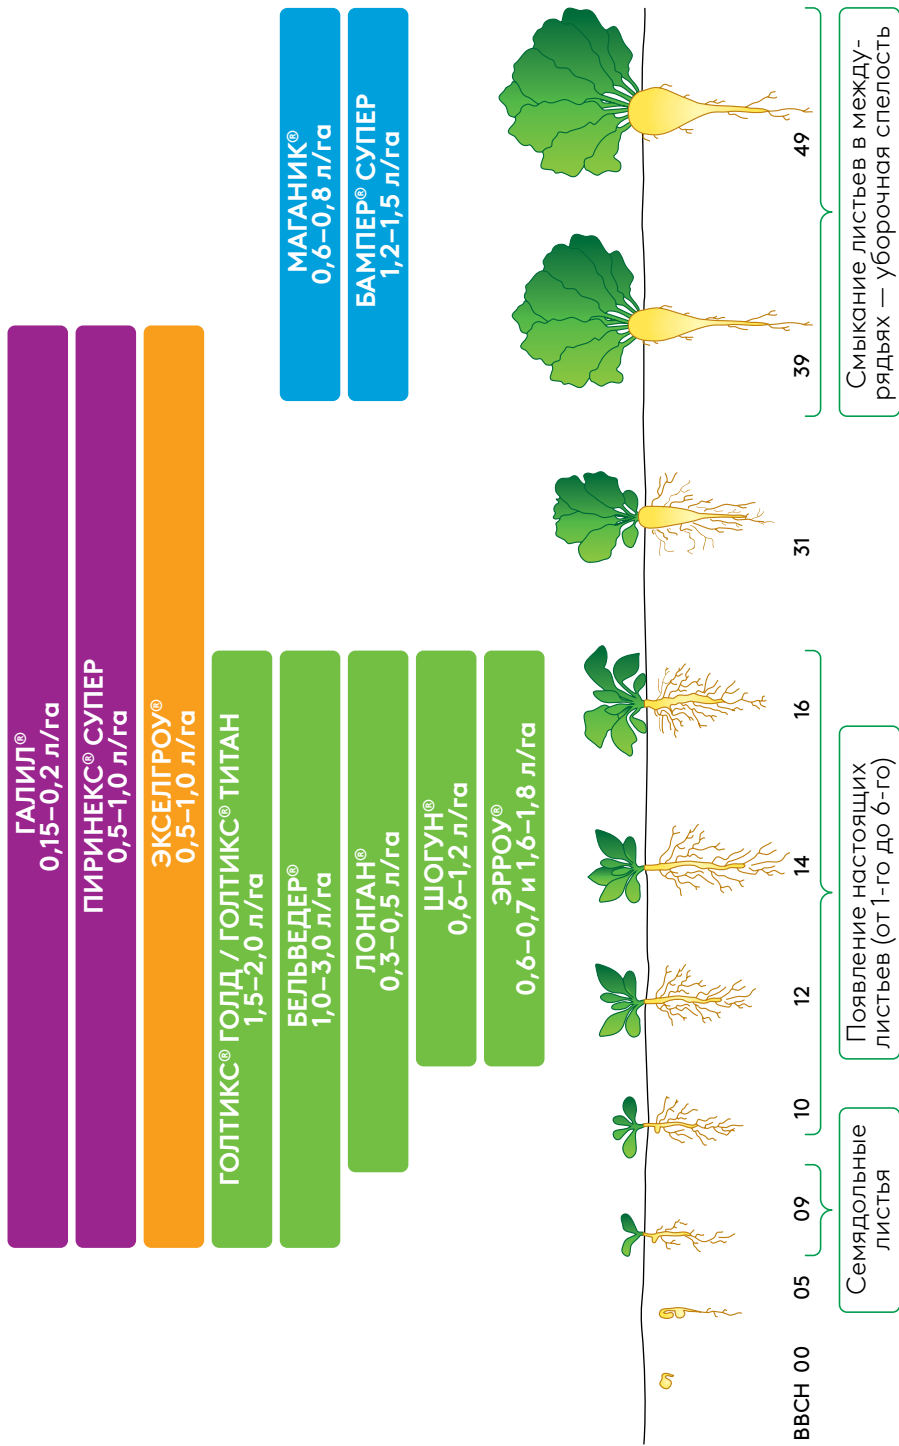 ГАЛИЛ®
0,15–0,2 л/га
ПИРИНЕКС® СУПЕР
0,5–1,0 л/га
ЭКСЕЛГРОУ®
0,5–1,0 л/га
ГОЛТИКС® ГОЛД / ГОЛТИКС® ТИТАН
1,5–2,0 л/га
БЕЛЬВЕДЕР®
1,0–3,0 л/га
МАГАНИК®
0,6–0,8 л/га
ЛОНГАН®
0,3–0,5 л/га
БАМПЕР® СУПЕР
1,2–1,5 л/га
ШОГУН®
0,6–1,2 л/га
ЭРРОУ®
0,6–0,7 и 1,6–1,8 л/га
BBCH 00 05 09 10 12 14 16 31 39 49
Семядольные
листья
Появление настоящих
листьев (от 1-го до 6-го)
Смыкание листьев в между-
рядьях — уборочная спелость